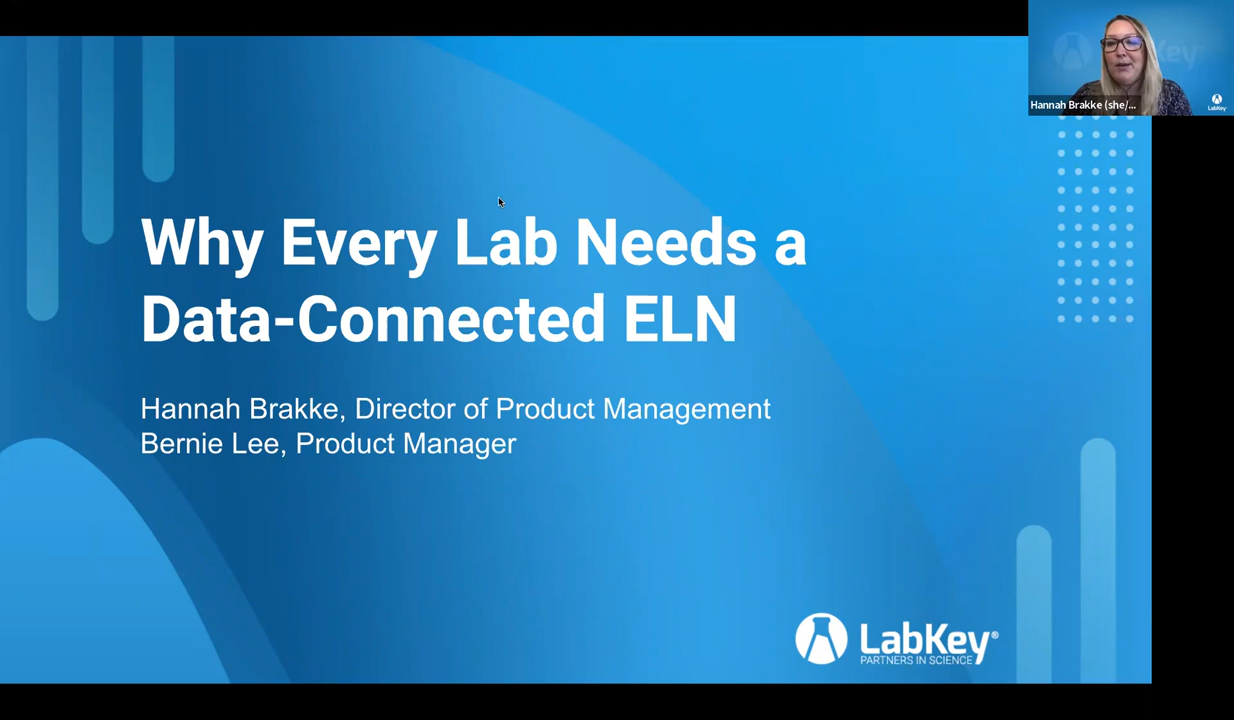 Hannah Brakke (she/...
LabKey
Why Every Lab Needs a
Data-Connected ELN
Hannah Brakke, Director of Product Management
Bernie Lee, Product Manager
LabKey®
PARTNERS IN SCIENCE